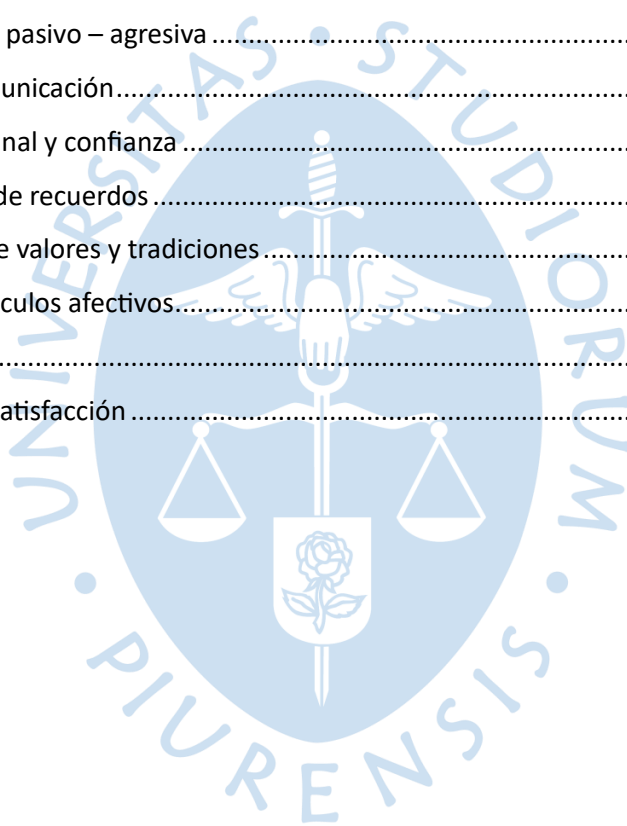 pasivo – agresiva ........................................................................
unicación........................................................................
nal y confianza ........................................................................
de recuerdos ........................................................................
e valores y tradiciones ........................................................................
culos afectivos........................................................................
........................................................................
atisfacción ........................................................................
UNIVERSITAS • STUDIORUM • PIURENSIS •